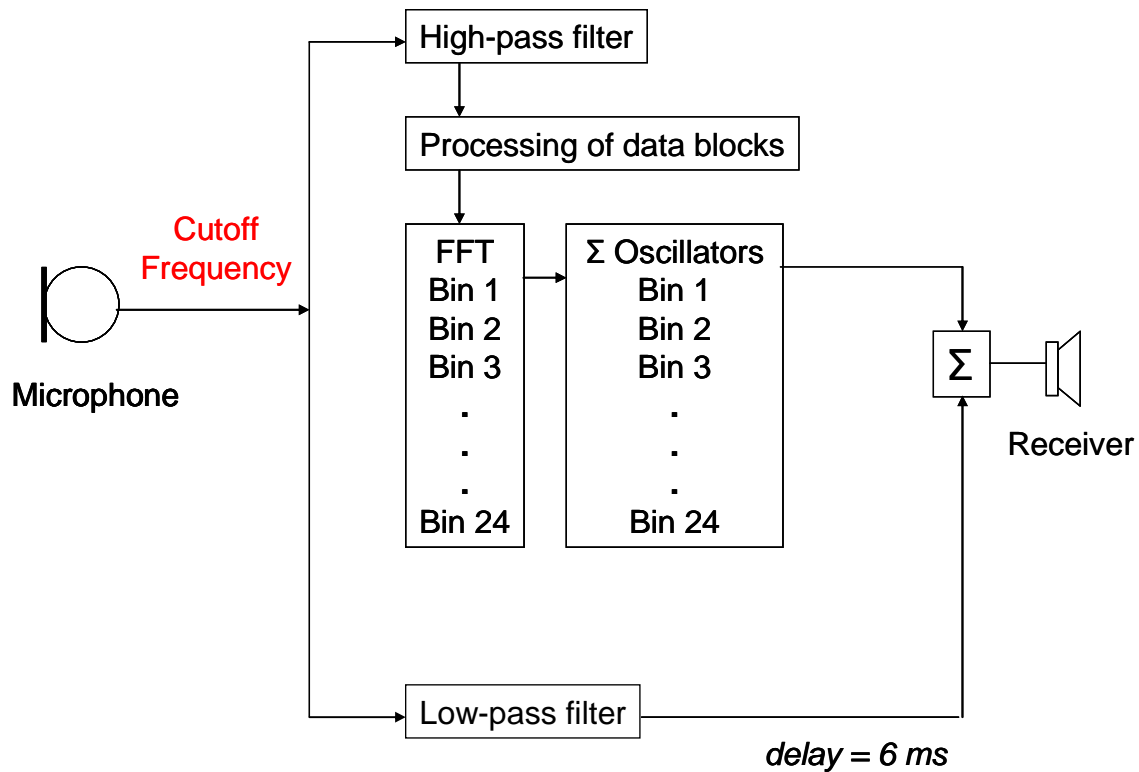 High-pass filter
Processing of data blocks
Cutoff
Frequency
Microphone
FFT
Bin 1
Bin 2
Bin 3
.
.
.
Bin 24
Σ Oscillators
Bin 1
Bin 2
Bin 3
.
.
.
Bin 24
Σ
Receiver
Low-pass filter
delay = 6 ms